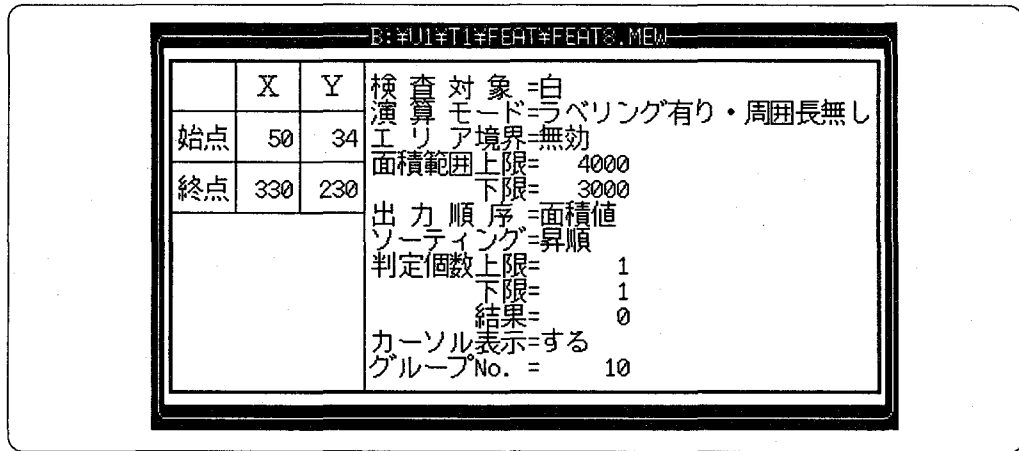 B:¥U1¥T1¥FEAT¥FEAT8.MEW
X Y
始点 50 34
終点 330 230
検査対象=白
演算モード=ラベリング有り・周囲長無し
エリア境界=無効
面積範囲上限= 4000
下限= 3000
出力順序=面積値
ソーティング=昇順
判定個数上限= 1
下限= 1
結果= 0
カーソル表示=する
グループNo. = 10